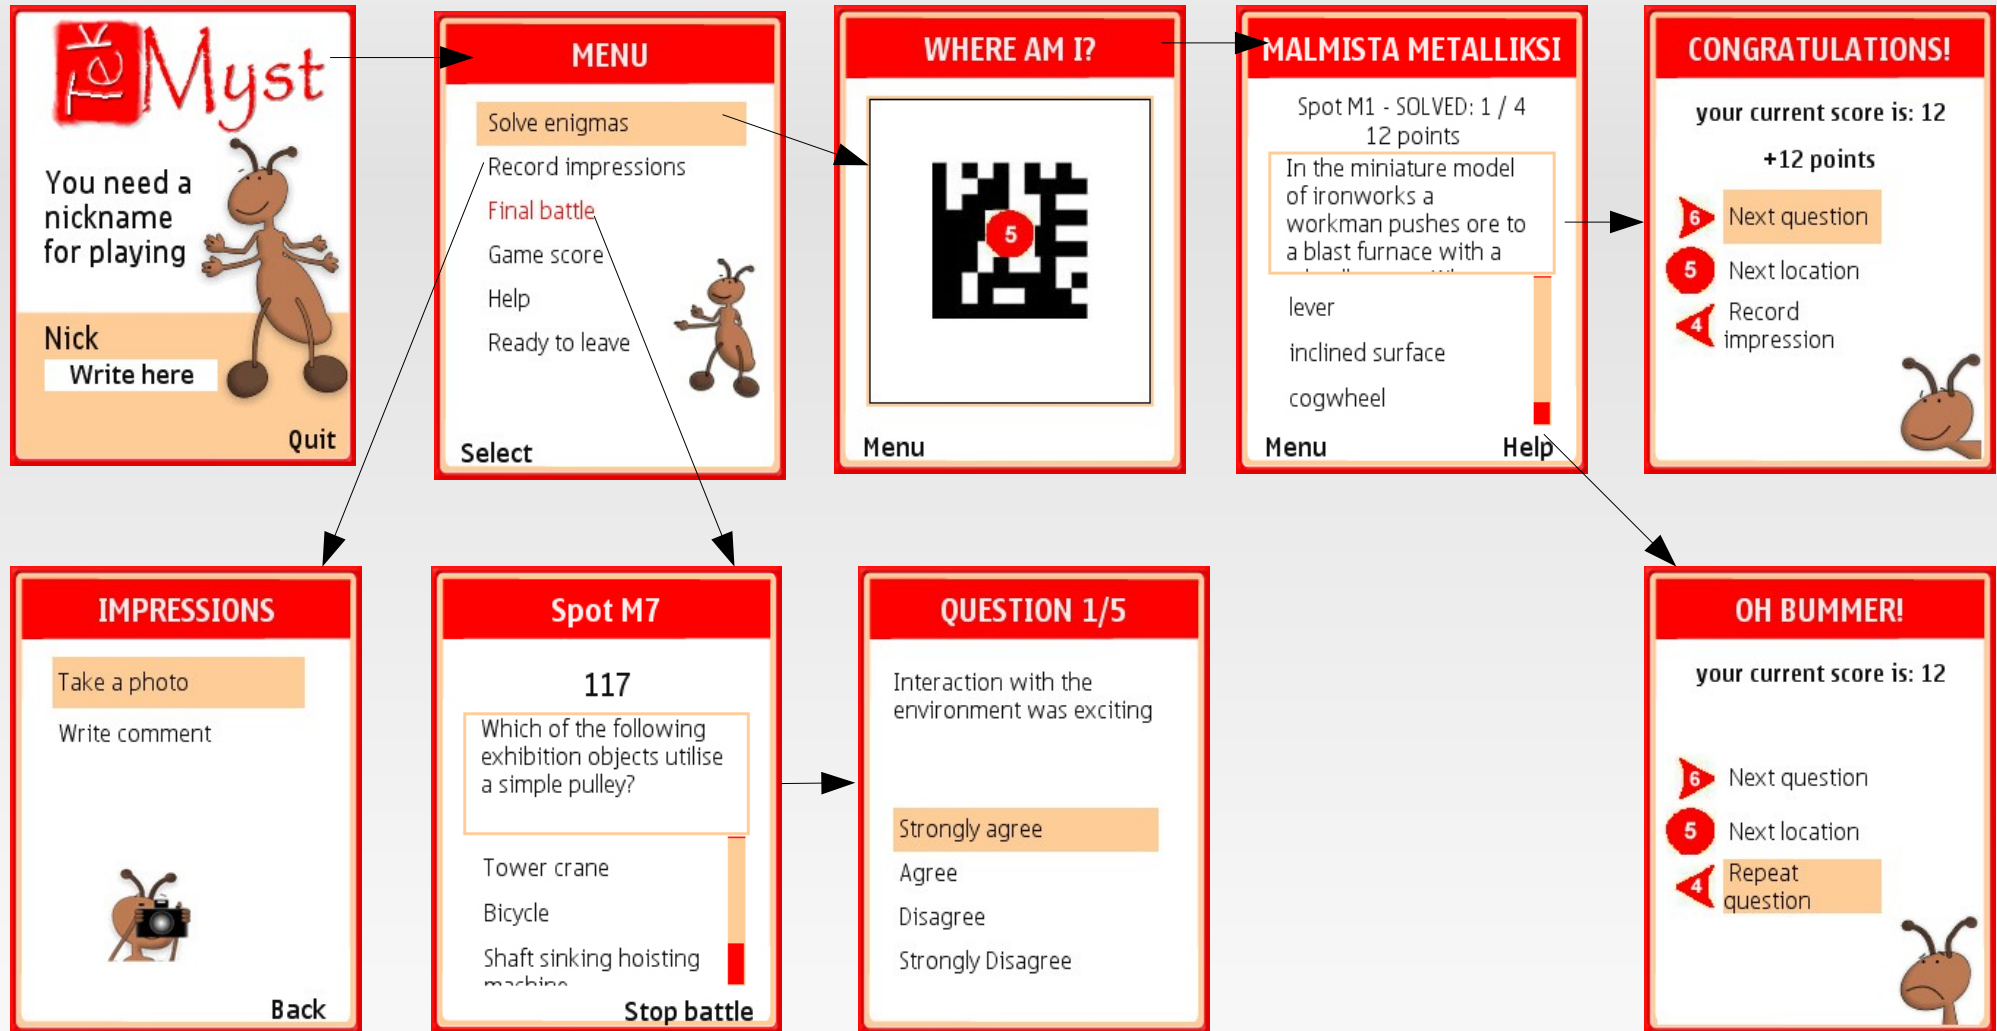 Tek Myst
You need a
nickname
for playing
Nick
Write here
Quit
MENU
Solve enigmas
Record impressions
Final battle
Game score
Help
Ready to leave
Select
WHERE AM I?
5
Menu
MALMISTA METALLIKSI
Spot M1 - SOLVED: 1 / 4
12 points
In the miniature model
of ironworks a
workman pushes ore to
a blast furnace with a
lever
inclined surface
cogwheel
Menu
Help
CONGRATULATIONS!
your current score is: 12
+12 points
6 Next question
5 Next location
4 Record
impression
IMPRESSIONS
Take a photo
Write comment
Back
Spot M7
117
Which of the following
exhibition objects utilise
a simple pulley?
Tower crane
Bicycle
Shaft sinking hoisting
machine
Stop battle
QUESTION 1/5
Interaction with the
environment was exciting
Strongly agree
Agree
Disagree
Strongly Disagree
OH BUMMER!
your current score is: 12
6 Next question
5 Next location
4 Repeat
question